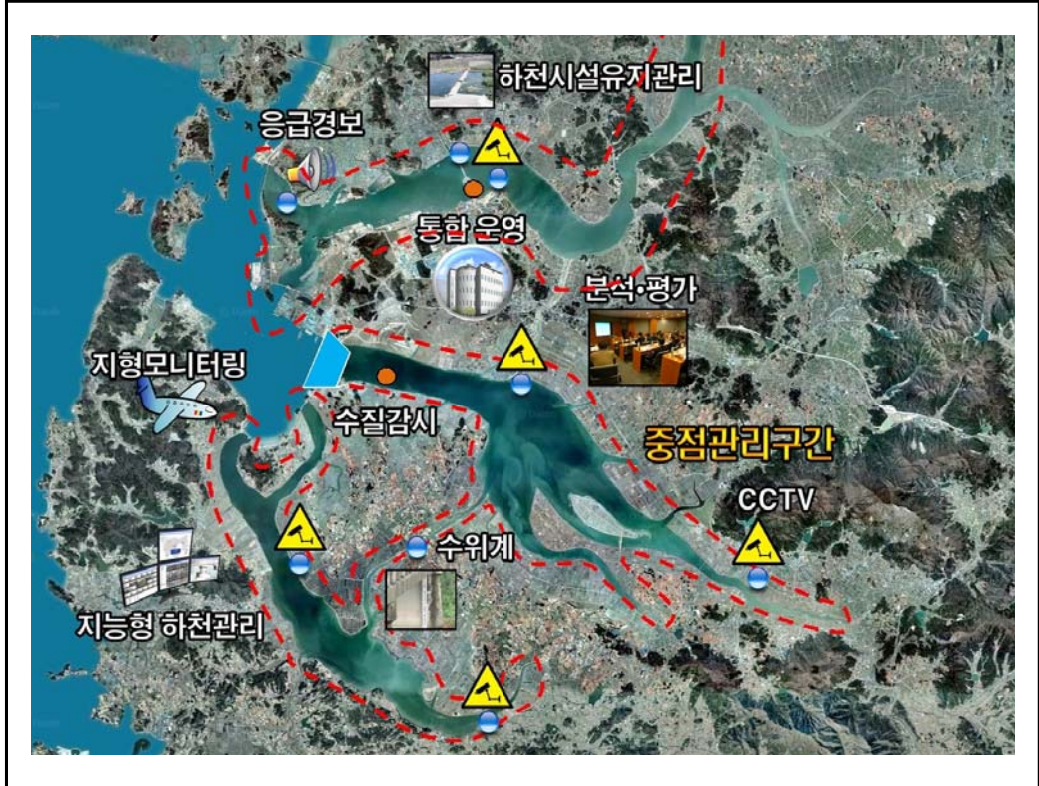 하천시설유지관리
응급경보
통합 운영
분석•평가
지형모니터링
수질감시
중점관리구간
CCTV
수위계
지능형 하천관리